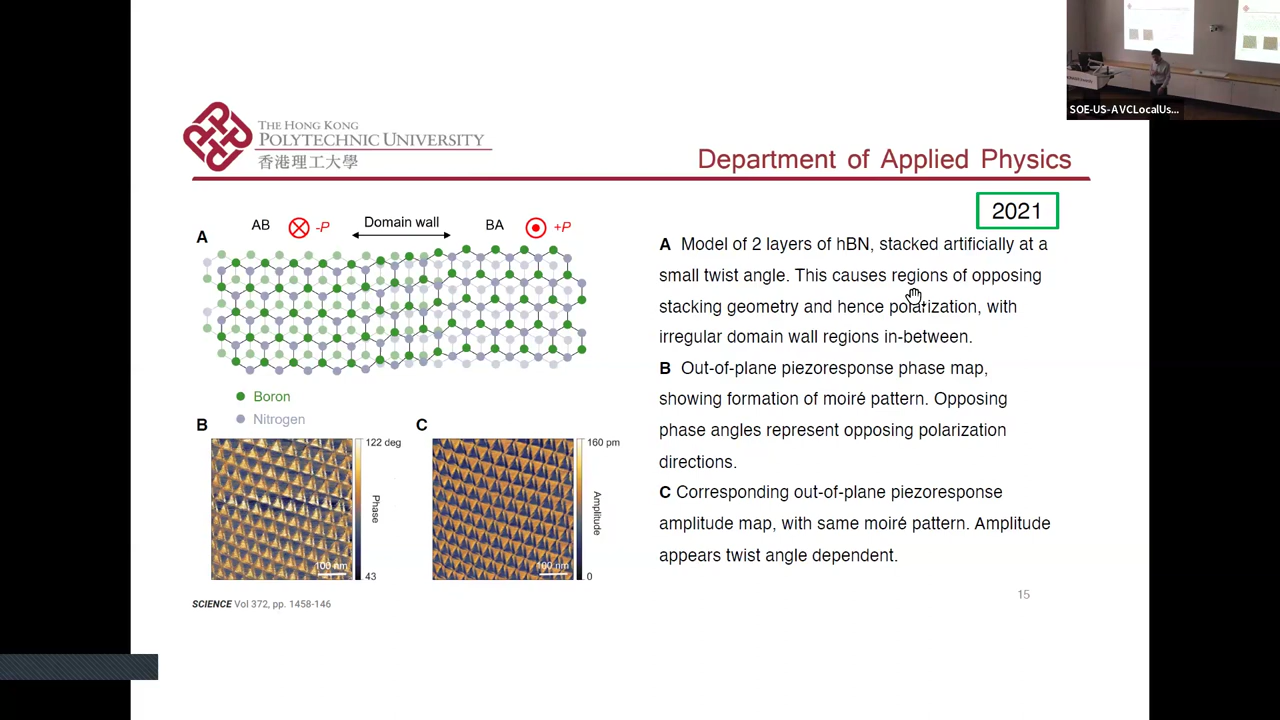 SOE-US-AVCLocalUs...
THE HONG KONG
POLYTECHNIC UNIVERSITY
香港理工大學
Department of Applied Physics
2021
A
AB
-P
Domain wall
BA
+P
Boron
Nitrogen
B
122 deg
Phase
43
100 nm
C
160 pm
Amplitude
0
100 nm
SCIENCE Vol 372, pp. 1458-146
A Model of 2 layers of hBN, stacked artificially at a
small twist angle. This causes regions of opposing
stacking geometry and hence polarization, with
irregular domain wall regions in-between.
B Out-of-plane piezoresponse phase map,
showing formation of moiré pattern. Opposing
phase angles represent opposing polarization
directions.
C Corresponding out-of-plane piezoresponse
amplitude map, with same moiré pattern. Amplitude
appears twist angle dependent.
15